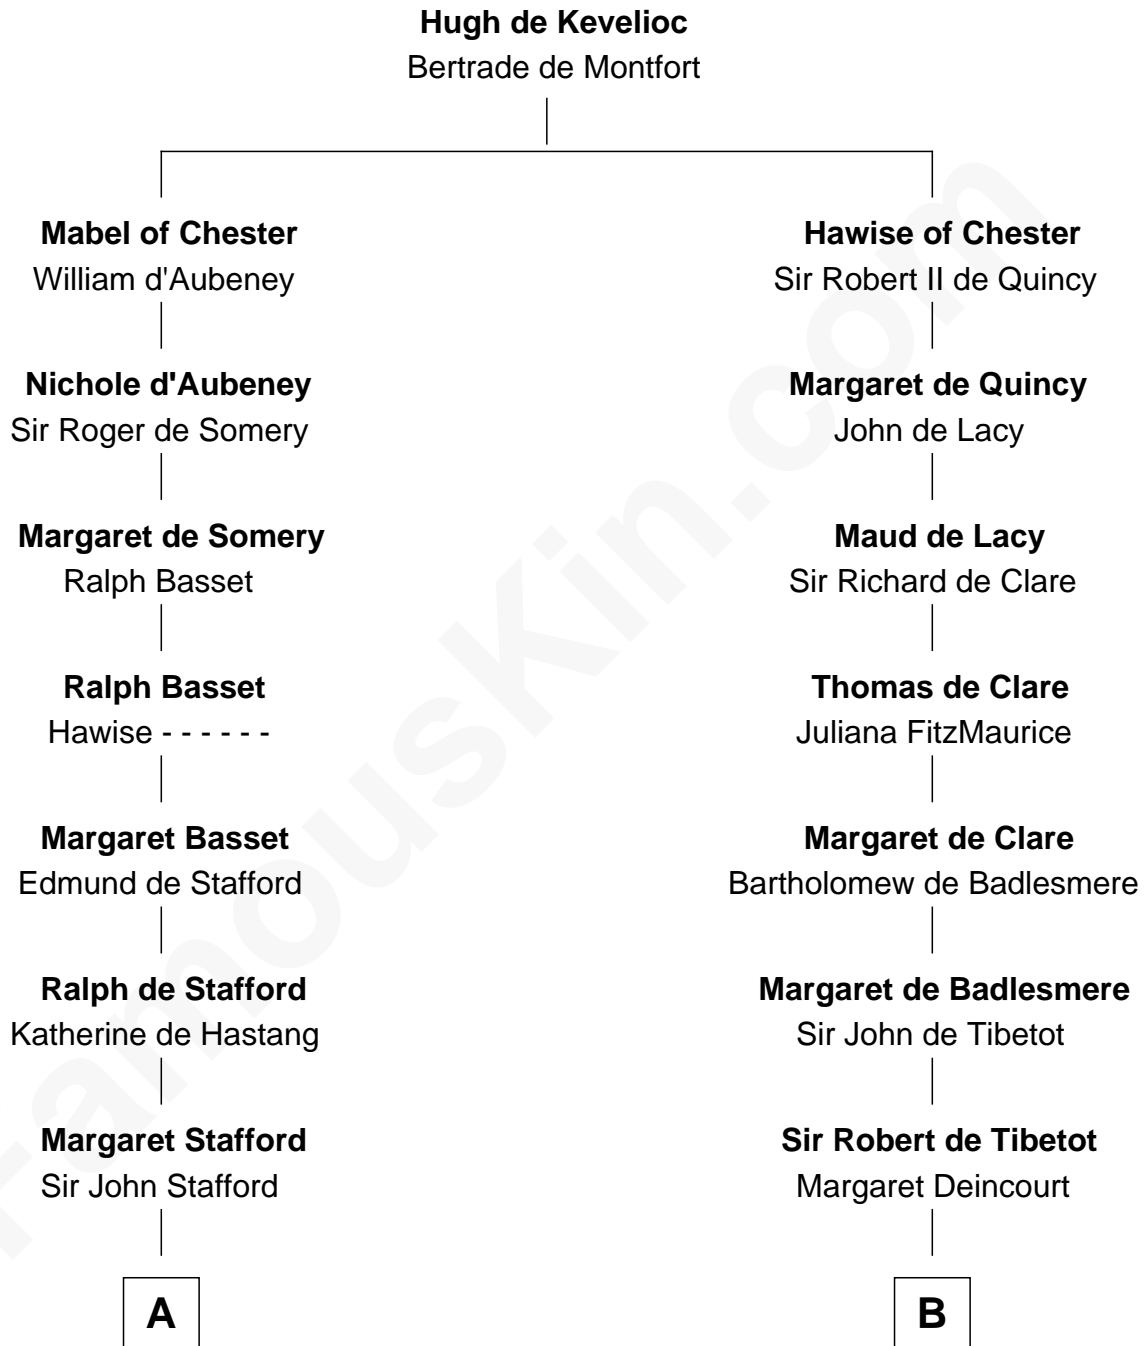 Hugh de Kevelioc
Bertrade de Montfort
Mabel of Chester
William d'Aubeney
Nichole d'Aubeney
Sir Roger de Somery
Margaret de Somery
Ralph Basset
Ralph Basset
Hawise - - - - - -
Margaret Basset
Edmund de Stafford
Ralph de Stafford
Katherine de Hastang
Margaret Stafford
Sir John Stafford
A
Hawise of Chester
Sir Robert II de Quincy
Margaret de Quincy
John de Lacy
Maud de Lacy
Sir Richard de Clare
Thomas de Clare
Juliana FitzMaurice
Margaret de Clare
Bartholomew de Badlesmere
Margaret de Badlesmere
Sir John de Tibetot
Sir Robert de Tibetot
Margaret Deincourt
B
FamousKin.com